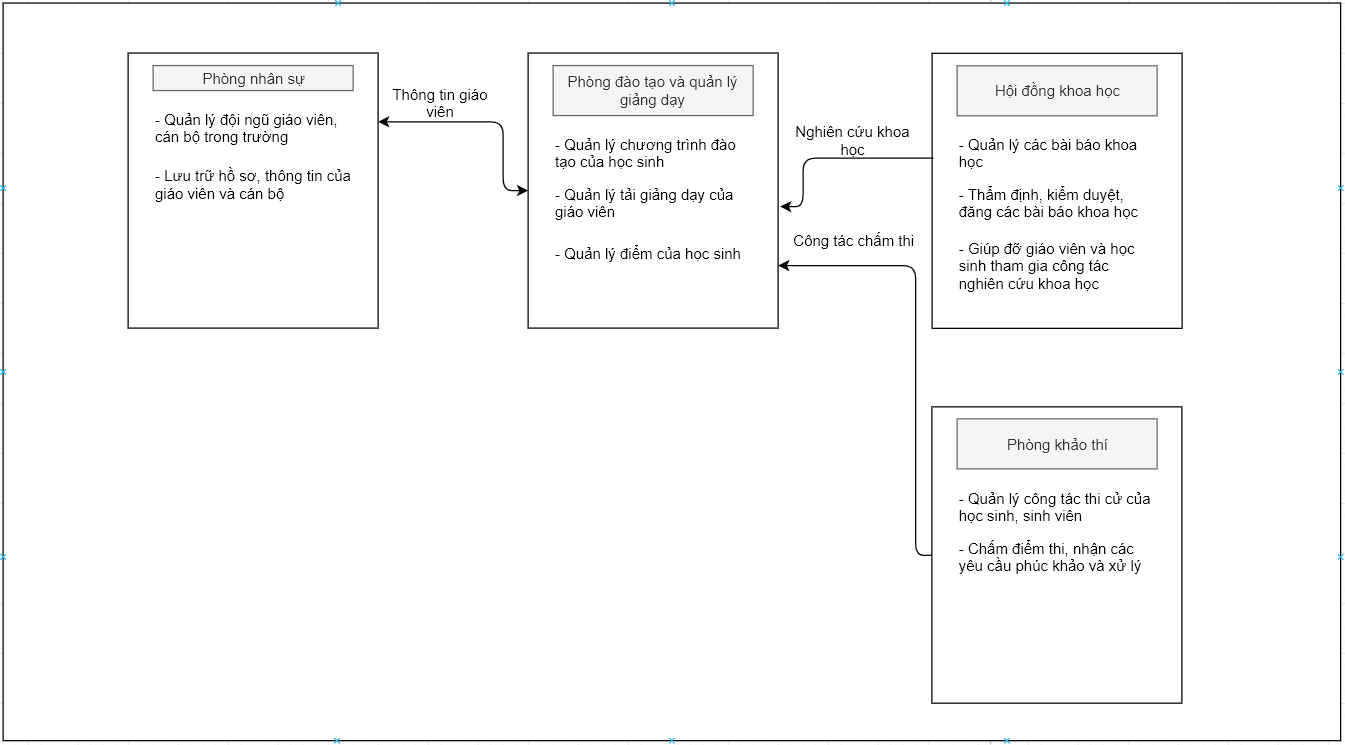 Phòng nhân sự
- Quản lý đội ngũ giáo viên,
cán bộ trong trường
- Lưu trữ hồ sơ, thông tin của
giáo viên và cán bộ
Thông tin giáo
viên
Phòng đào tạo và quản lý
giảng dạy
- Quản lý chương trình đào
tạo của học sinh
- Quản lý tải giảng dạy của
giáo viên
- Quản lý điểm của học sinh
Nghiên cứu khoa
học
Công tác chấm thi
Hội đồng khoa học
- Quản lý các bài báo khoa
học
- Thẩm định, kiểm duyệt,
đăng các bài báo khoa học
- Giúp đỡ giáo viên và học
sinh tham gia công tác
nghiên cứu khoa học
Phòng khảo thí
- Quản lý công tác thi cử của
học sinh, sinh viên
- Chấm điểm thi, nhận các
yêu cầu phúc khảo và xử lý